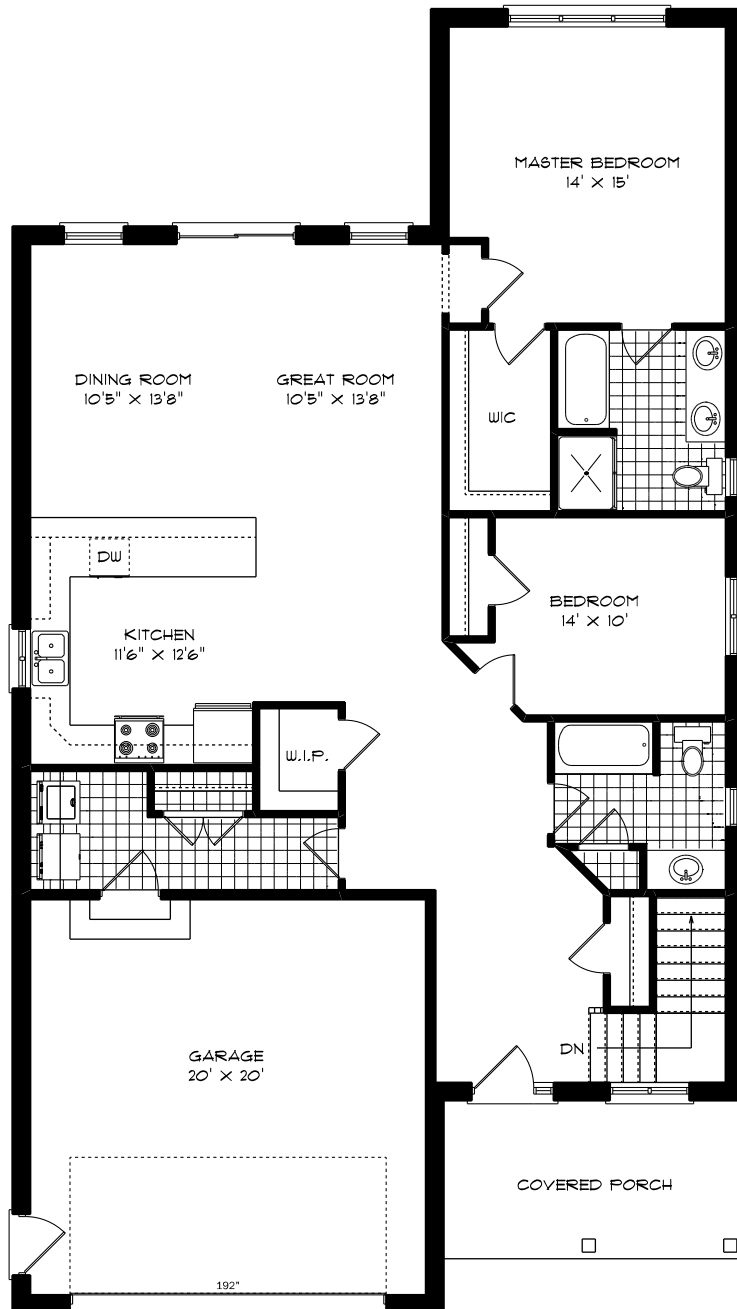 MASTER BEDROOM
14' X 15'
DINING ROOM
10'5" X 13'8"
GREAT ROOM
10'5" X 13'8"
WIC
DW
BEDROOM
14' X 10'
KITCHEN
11'6" X 12'6"
W.I.P.
DN
GARAGE
20' X 20'
COVERED PORCH
192"